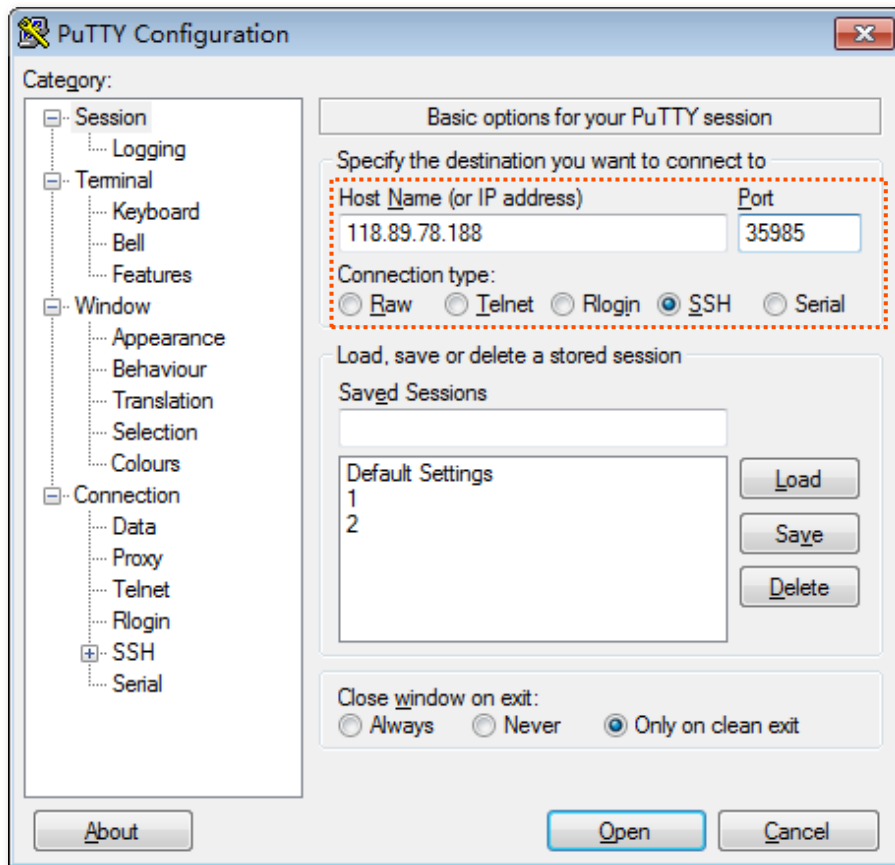 PuTTY Configuration
Category:
Session
Logging
Terminal
Keyboard
Bell
Features
Window
Appearance
Behaviour
Translation
Selection
Colours
Connection
Data
Proxy
Telnet
Rlogin
SSH
Serial
Basic options for your PuTTY session
Specify the destination you want to connect to
Host Name (or IP address) Port
118.89.78.188 35985
Connection type:
Raw Telnet Rlogin SSH Serial
Load, save or delete a stored session
Saved Sessions
Default Settings
1
2
Load
Save
Delete
Close window on exit:
Always Never Only on clean exit
About Open Cancel